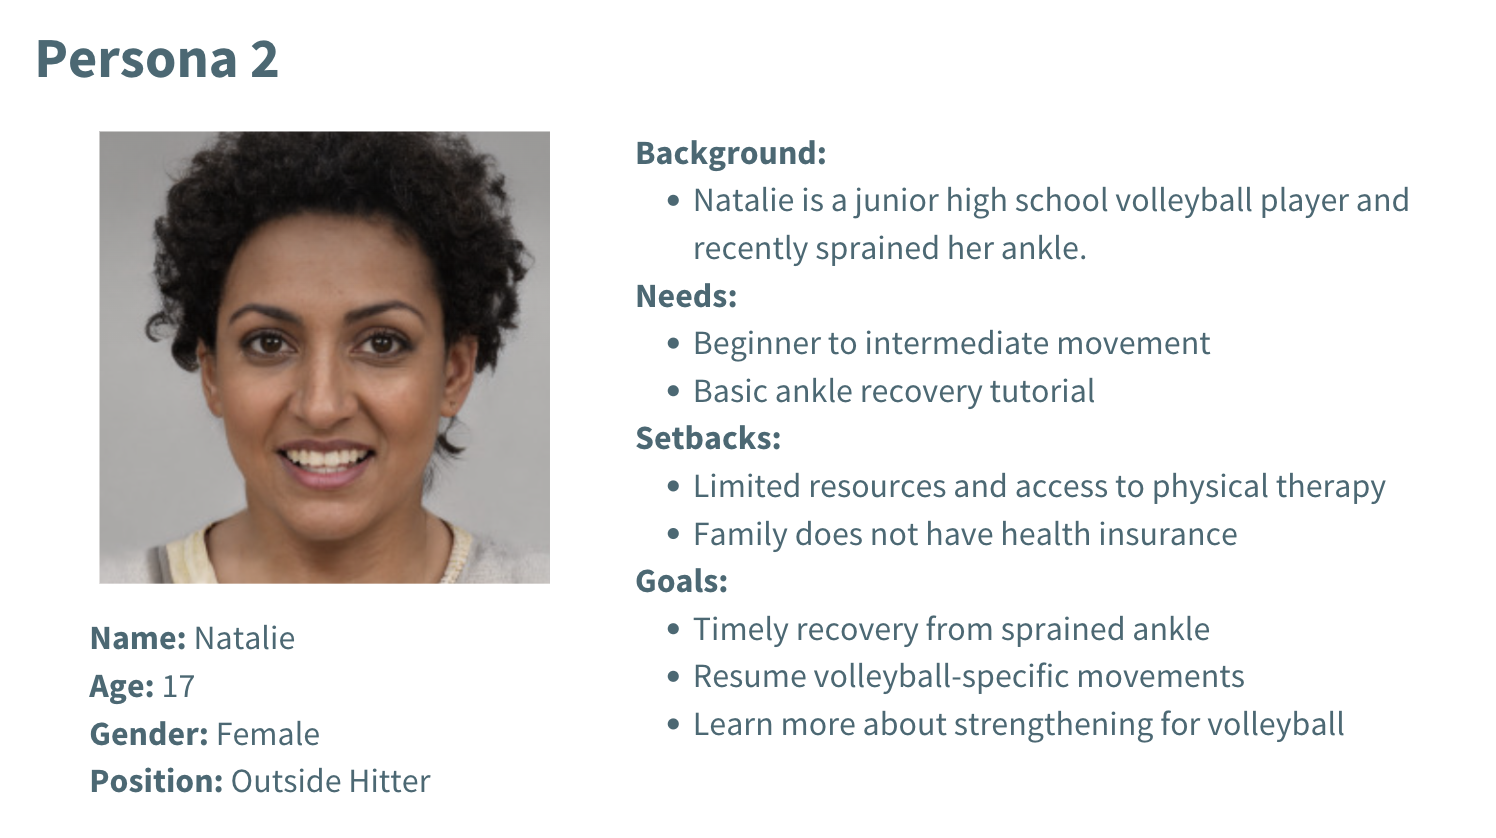 Persona 2
Name: Natalie
Age: 17
Gender: Female
Position: Outside Hitter
Background:
• Natalie is a junior high school volleyball player and
recently sprained her ankle.
Needs:
• Beginner to intermediate movement
• Basic ankle recovery tutorial
Setbacks:
• Limited resources and access to physical therapy
• Family does not have health insurance
Goals:
• Timely recovery from sprained ankle
• Resume volleyball-specific movements
• Learn more about strengthening for volleyball